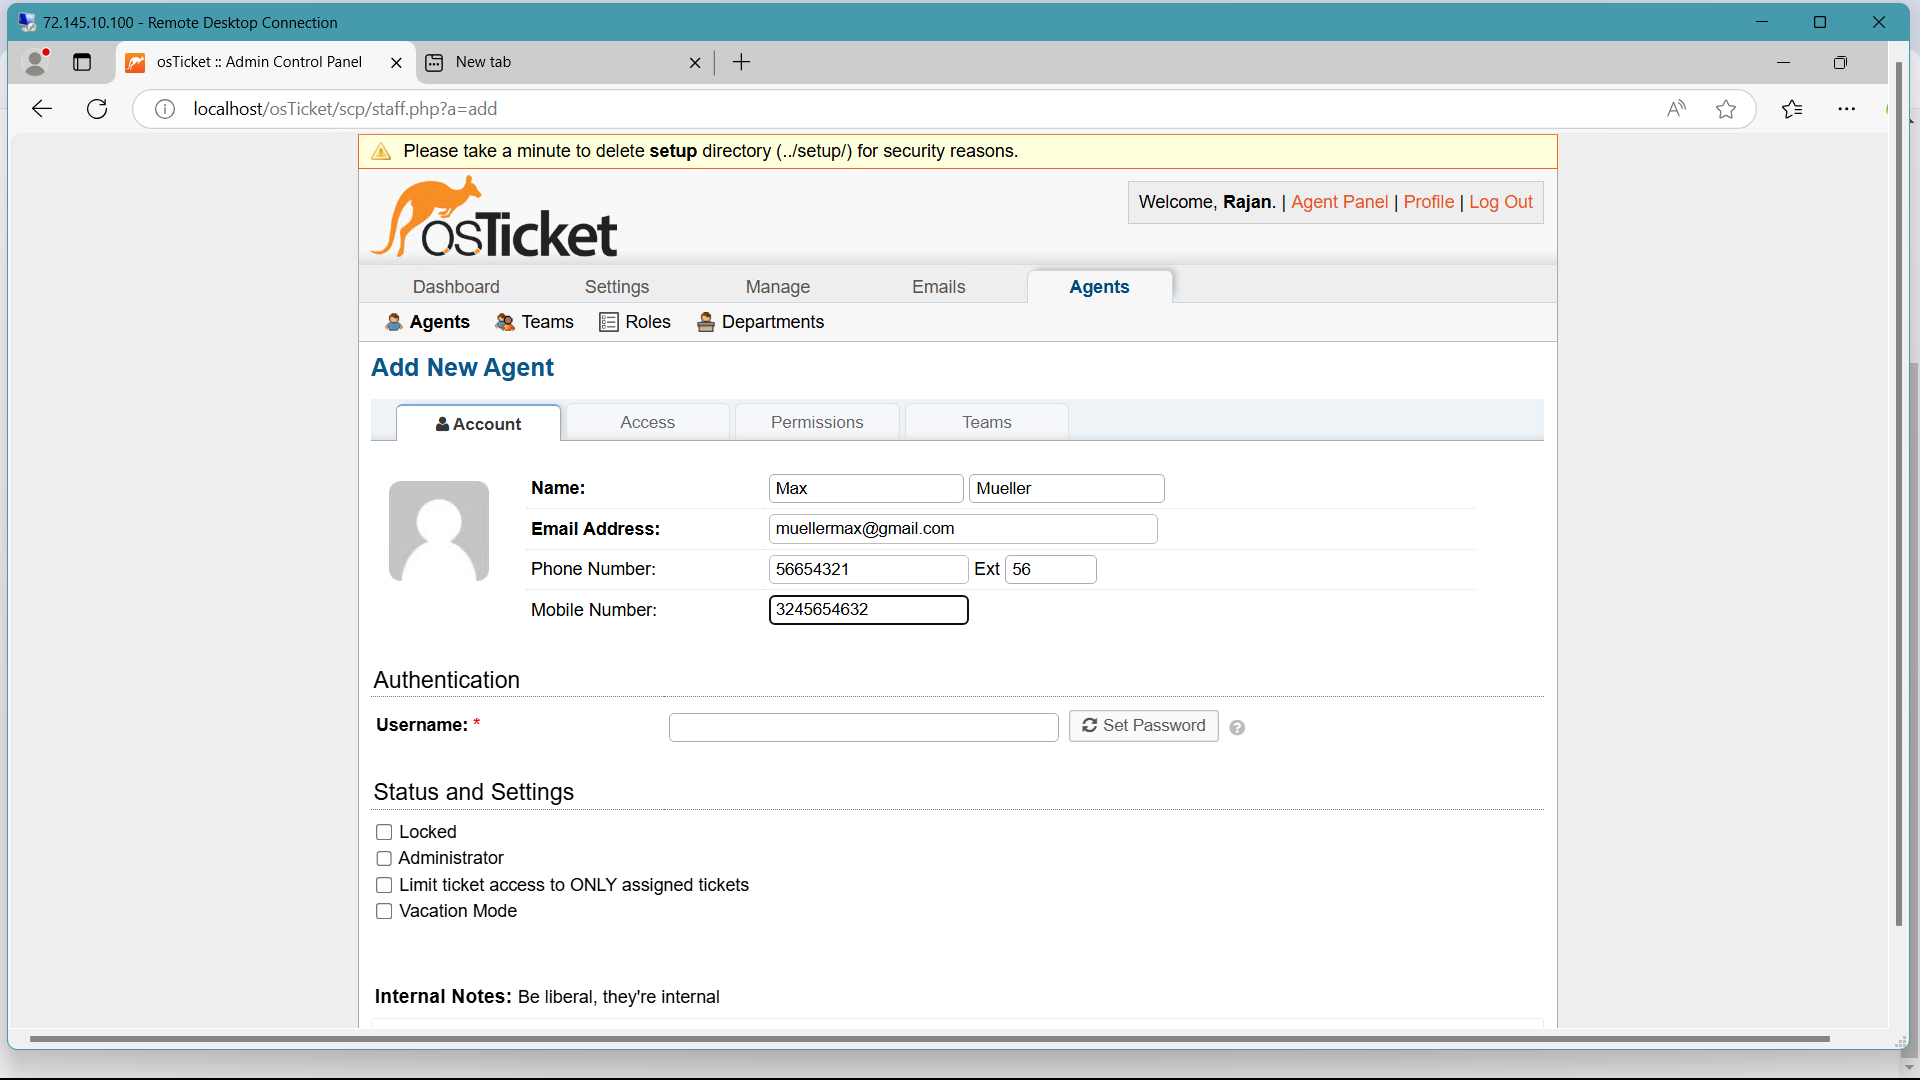 72.145.10.100 - Remote Desktop Connection
osTicket :: Admin Control Panel
New tab
localhost/osTicket/scp/staff.php?a=add
Please take a minute to delete setup directory (../setup/) for security reasons.
osTicket
Welcome, Rajan. | Agent Panel | Profile | Log Out
Dashboard Settings Manage Emails Agents
Agents Teams Roles Departments
Add New Agent
Account Access Permissions Teams
Name: Max Mueller
Email Address: muellermax@gmail.com
Phone Number: 56654321 Ext 56
Mobile Number: 3245654632
Authentication
Username: * Set Password ?
Status and Settings
Locked
Administrator
Limit ticket access to ONLY assigned tickets
Vacation Mode
Internal Notes: Be liberal, they're internal